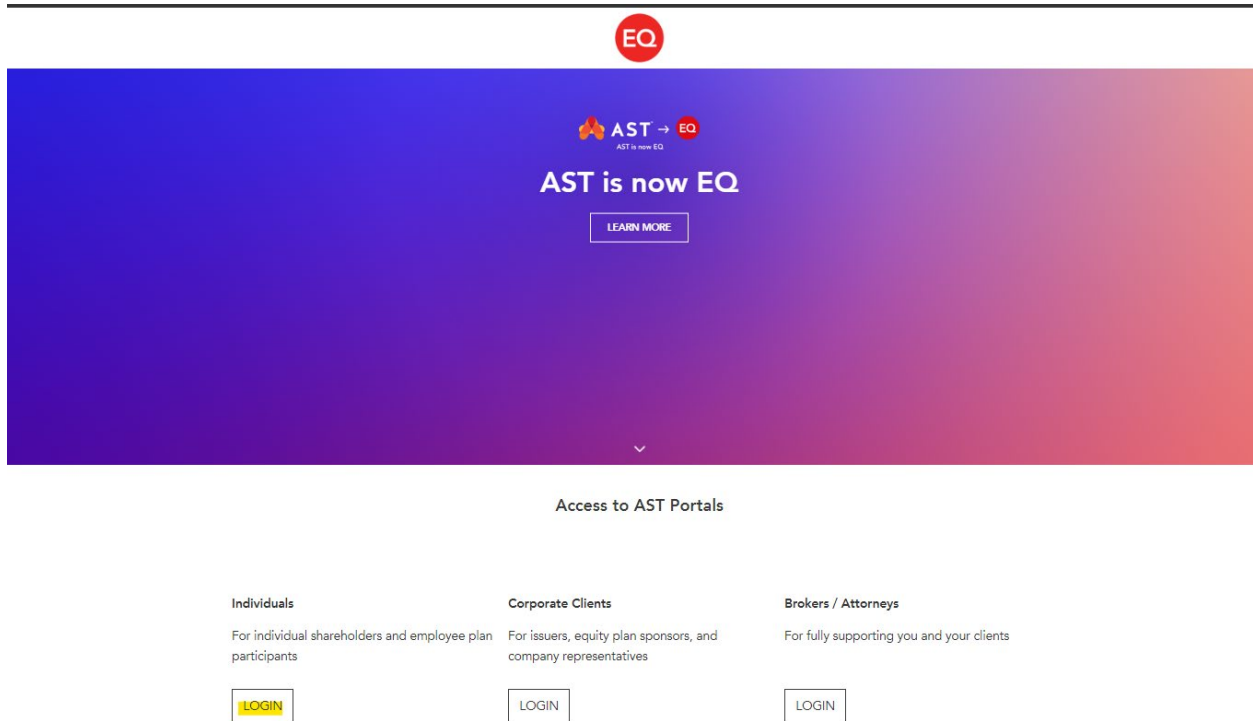 EQ
AST → EQ
AST is now EQ
AST is now EQ
LEARN MORE
Access to AST Portals
Individuals
For individual shareholders and employee plan
participants
LOGIN
Corporate Clients
For issuers, equity plan sponsors, and
company representatives
LOGIN
Brokers / Attorneys
For fully supporting you and your clients
LOGIN